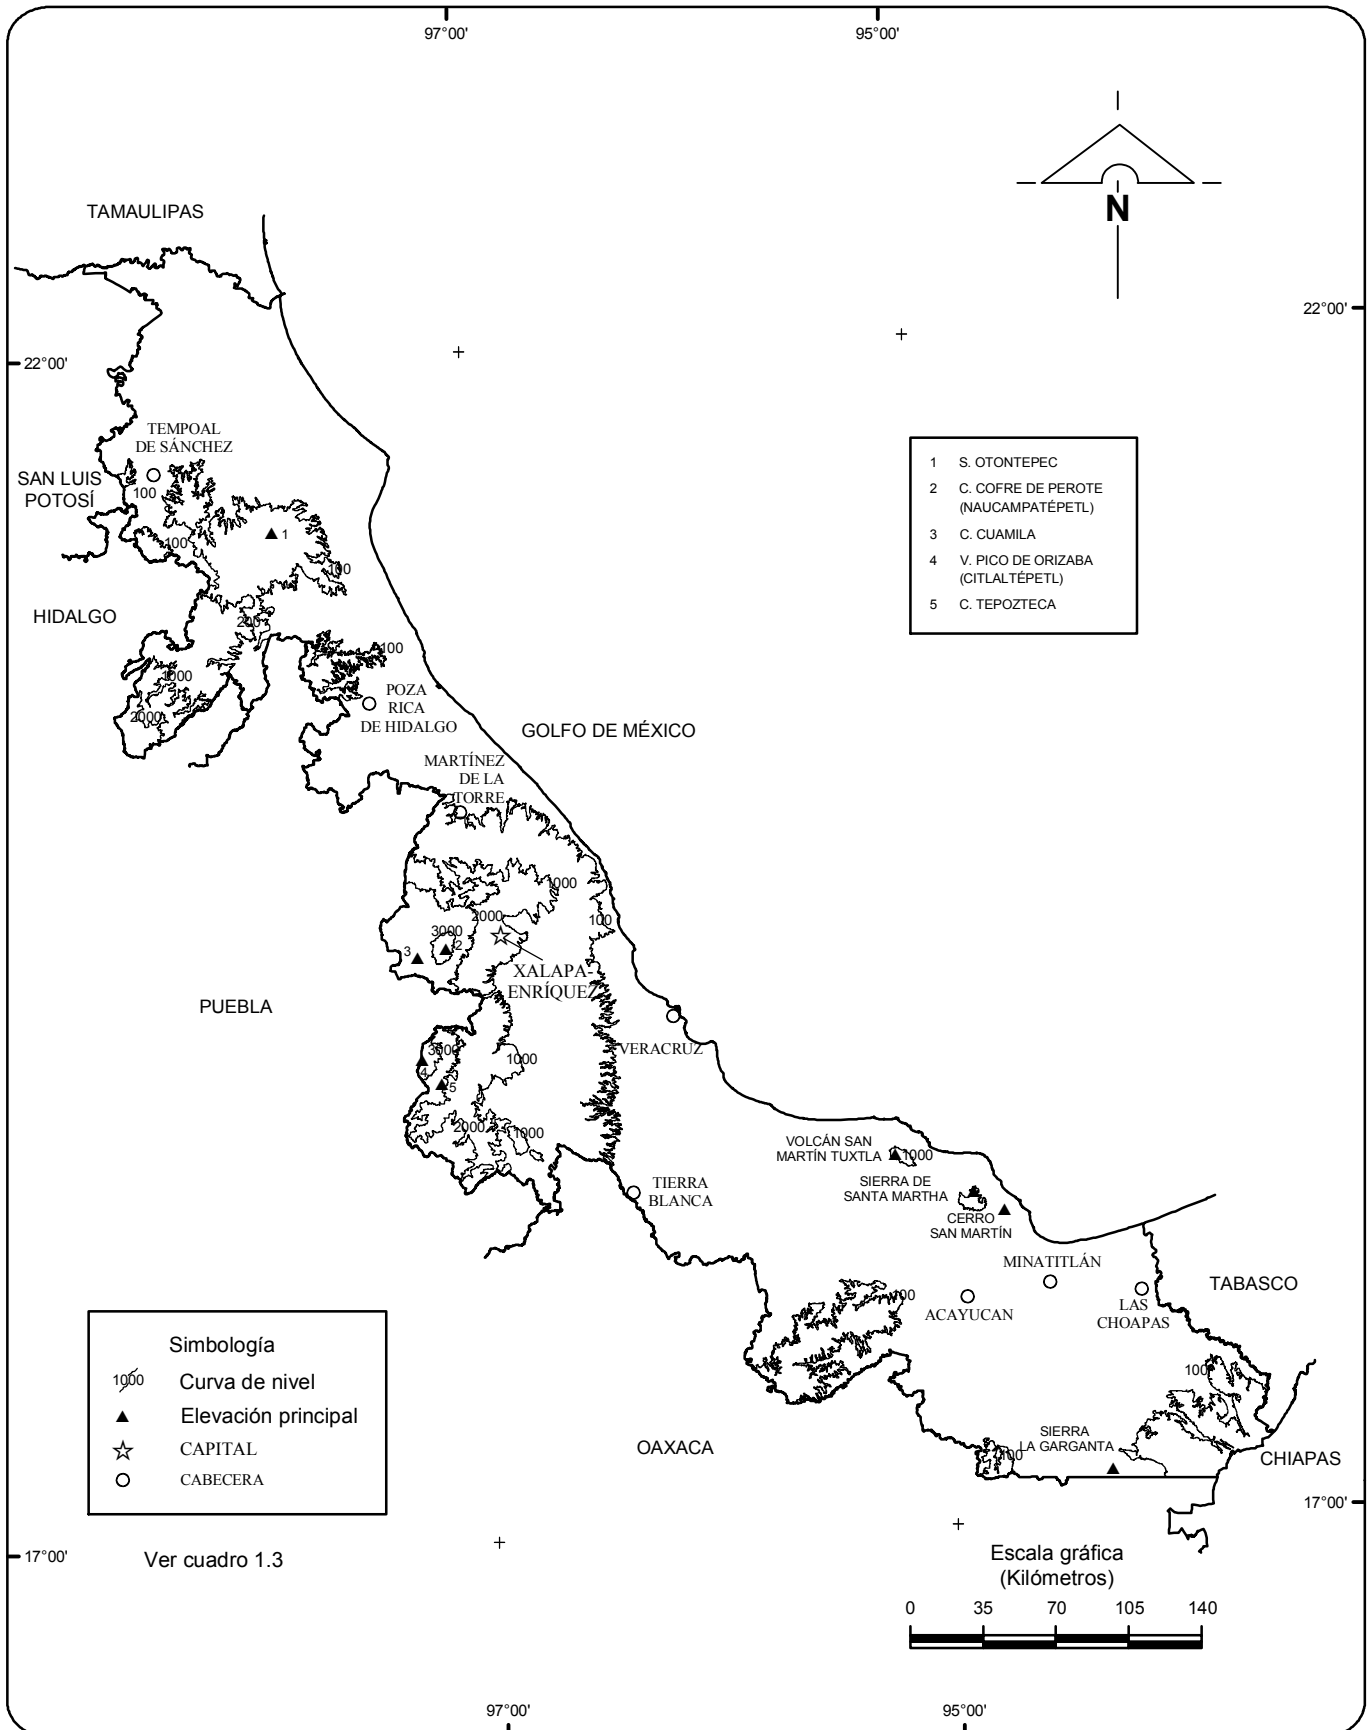 97°00'
95°00'
N
TAMAULIPAS
22°00'
22°00'
TEMPOAL
DE SÁNCHEZ
SAN LUIS
POTOSÍ
100
100
1
100
HIDALGO
200
100
1000
2000
POZA
RICA
DE HIDALGO
1 S. OTONTEPEC
2 C. COFRE DE PEROTE
(NAUCAMPATÉPETL)
3 C. CUAMILA
4 V. PICO DE ORIZABA
(CITLALTÉPETL)
5 C. TEPOZTECA
GOLFO DE MÉXICO
MARTÍNEZ
DE LA
TORRE
1000
2000
100
3000
2
3
XALAPA-
ENRÍQUEZ
PUEBLA
VERACRUZ
3000
1000
4
5
2000
1000
VOLCÁN SAN
MARTÍN TUXTLA
1000
SIERRA DE
SANTA MARTHA
TIERRA
BLANCA
CERRO
SAN MARTÍN
MINATITLÁN
TABASCO
100
ACAYUCAN
LAS
CHOAPAS
100
Simbología
1000 Curva de nivel
Elevación principal
CAPITAL
CABECERA
OAXACA
SIERRA
LA GARGANTA
100
CHIAPAS
17°00'
17°00'
Ver cuadro 1.3
Escala gráfica
(Kilómetros)
0 35 70 105 140
97°00'
95°00'